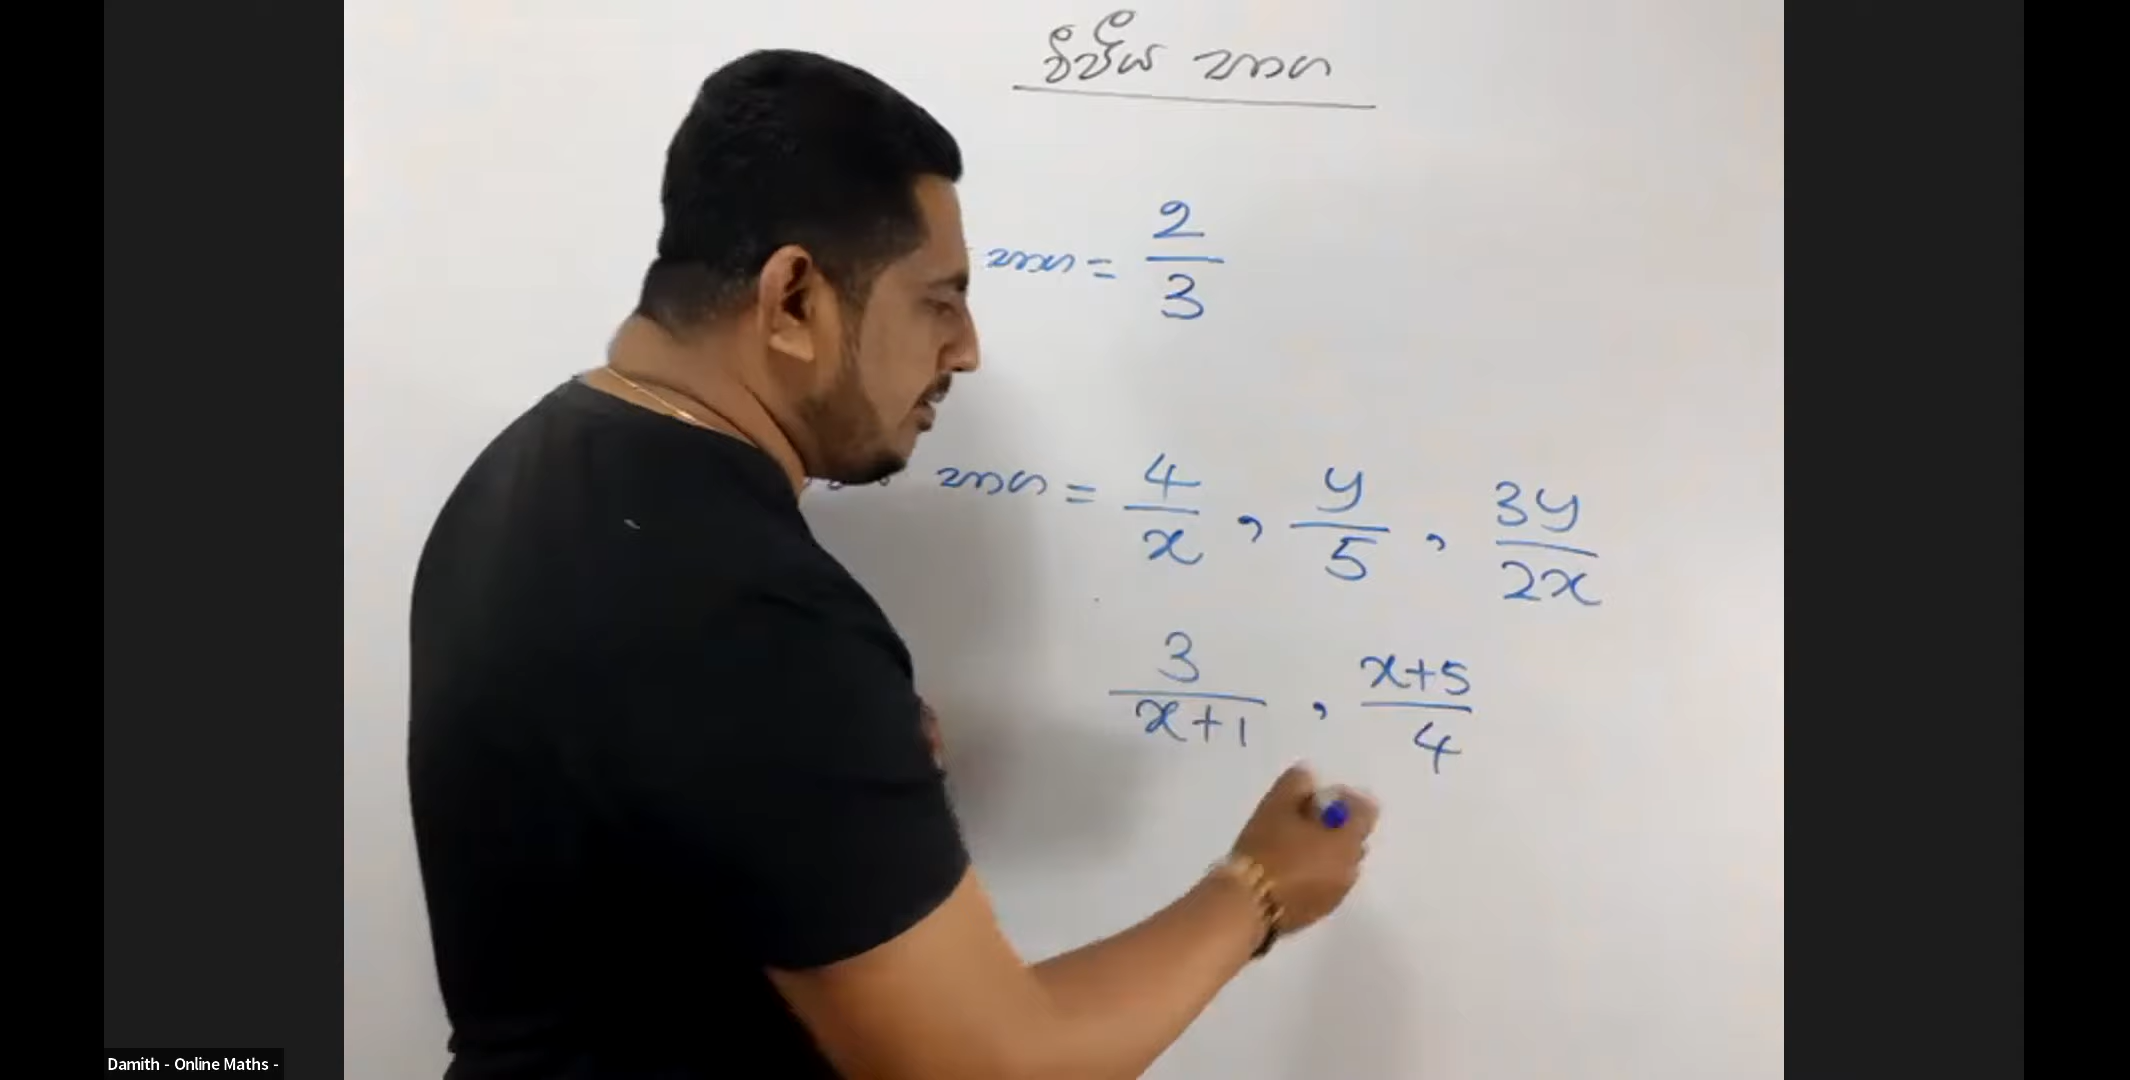 වීජීය භාග
භාග = 2/3
භාග = 4/x , y/5 , 3y/2x
3/x+1 , x+5/4
Damith - Online Maths -